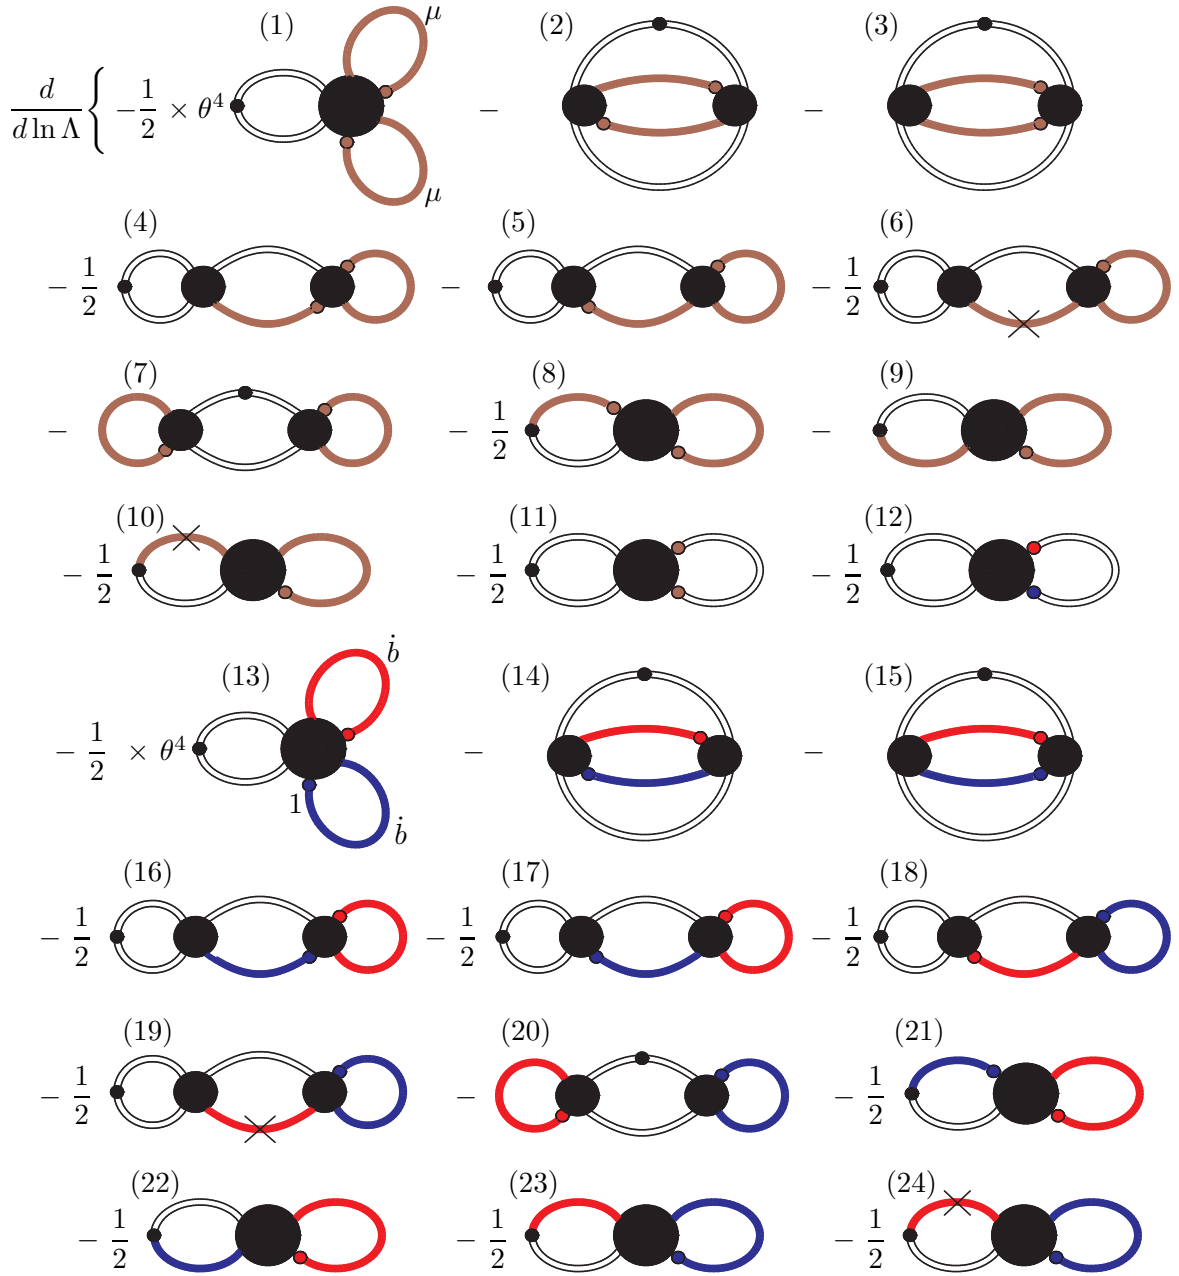 (1) μ (2) (3)
d/d ln Λ { − 1/2 × θ⁴ − −
μ
(4) (5) (6)
− 1/2 − − 1/2
(7) (8) (9)
− − 1/2 −
(10) (11) (12)
− 1/2 − 1/2 − 1/2
(13) ḃ (14) (15)
− 1/2 × θ⁴ 1 ḃ − −
(16) (17) (18)
− 1/2 − 1/2 − 1/2
(19) (20) (21)
− 1/2 − − 1/2
(22) (23) (24)
− 1/2 − 1/2 − 1/2